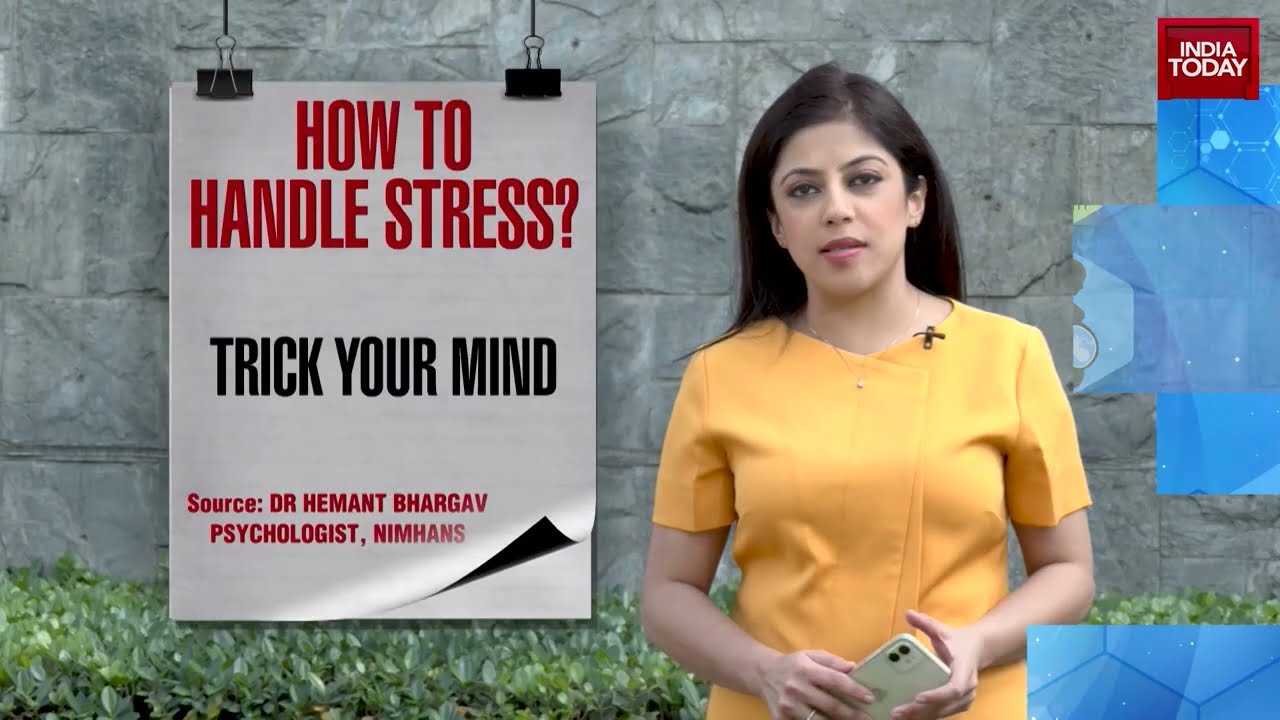 HOW TO
HANDLE STRESS?
TRICK YOUR MIND
Source: DR HEMANT BHARGAV
PSYCHOLOGIST, NIMHANS
INDIA
TODAY